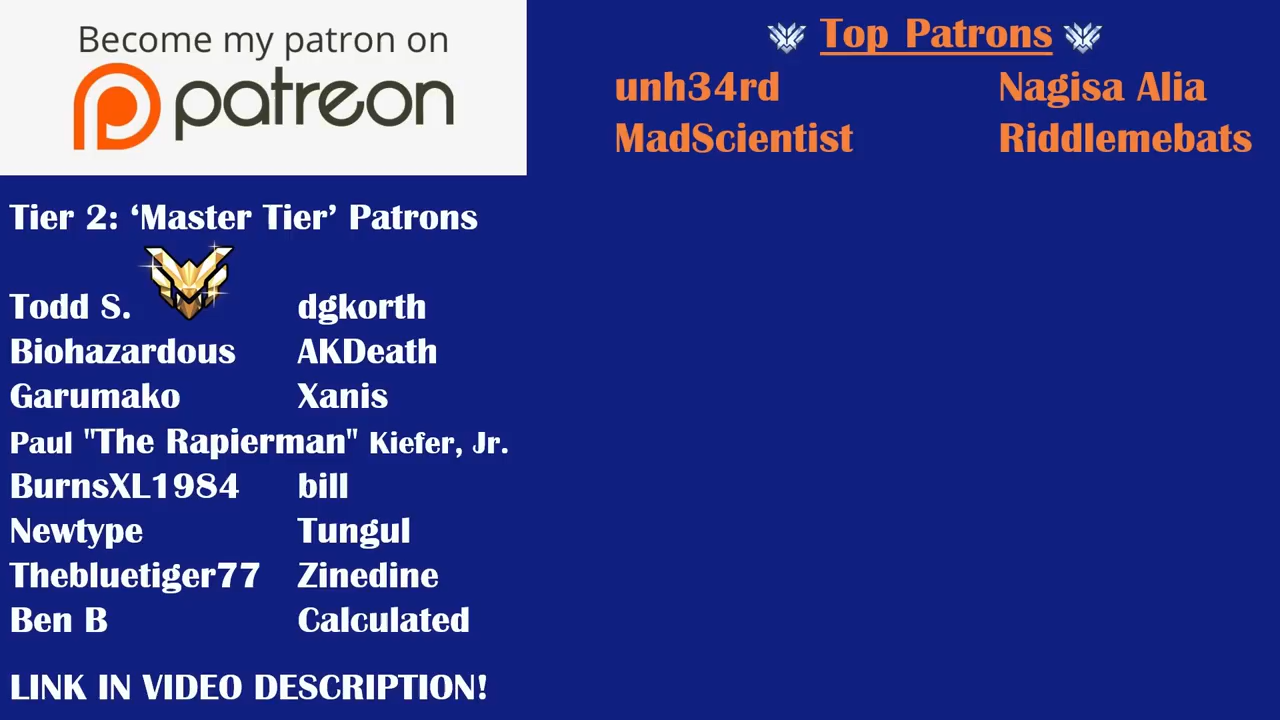 Become my patron on
patreon
Top Patrons
unh34rd Nagisa Alia
MadScientist Riddlemebats
Tier 2: ‘Master Tier’ Patrons
Todd S. dgkorth
Biohazardous AKDeath
Garumako Xanis
Paul "The Rapierman" Kiefer, Jr.
BurnsXL1984 bill
Newtype Tungul
Thebluetiger77 Zinedine
Ben B Calculated
LINK IN VIDEO DESCRIPTION!